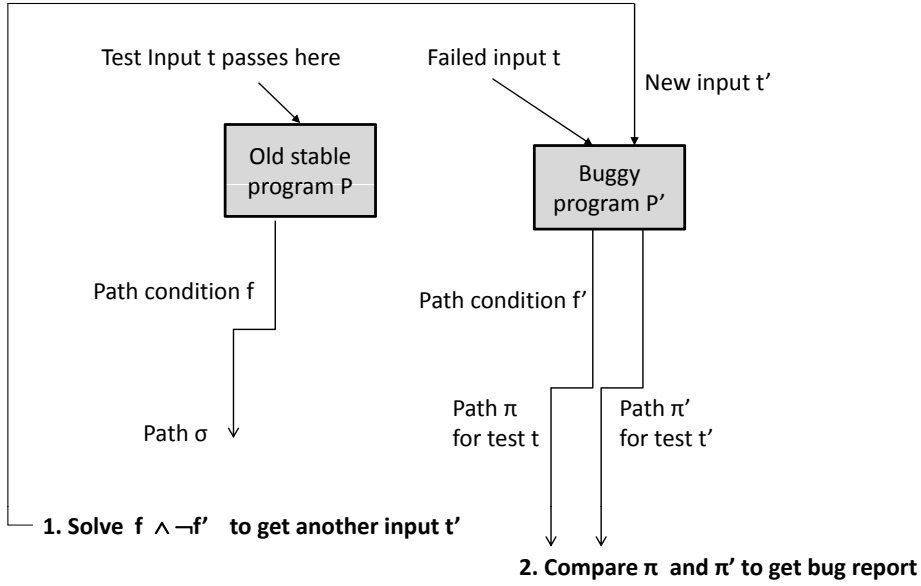 Test Input t passes here
Failed input t
New input t’
Old stable
program P
Buggy
program P’
Path condition f
Path condition f’
Path σ
Path π
for test t
Path π’
for test t’
1. Solve f ∧ ¬f’ to get another input t’
2. Compare π and π’ to get bug report